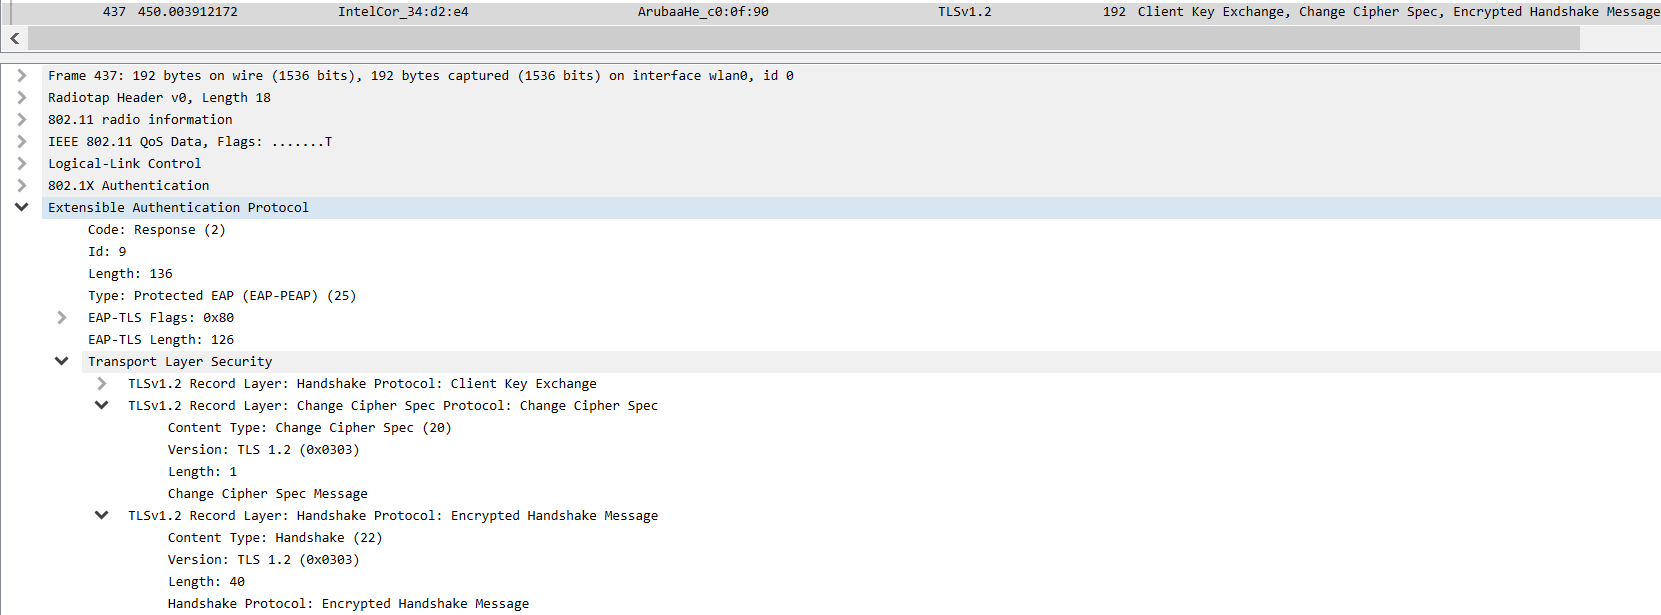 437 450.003912172 IntelCor_34:d2:e4 ArubaaHe_c0:0f:90 TLSv1.2 192 Client Key Exchange, Change Cipher Spec, Encrypted Handshake Message
Frame 437: 192 bytes on wire (1536 bits), 192 bytes captured (1536 bits) on interface wlan0, id 0
Radiotap Header v0, Length 18
802.11 radio information
IEEE 802.11 QoS Data, Flags: .......T
Logical-Link Control
802.1X Authentication
Extensible Authentication Protocol
Code: Response (2)
Id: 9
Length: 136
Type: Protected EAP (EAP-PEAP) (25)
EAP-TLS Flags: 0x80
EAP-TLS Length: 126
Transport Layer Security
TLSv1.2 Record Layer: Handshake Protocol: Client Key Exchange
TLSv1.2 Record Layer: Change Cipher Spec Protocol: Change Cipher Spec
Content Type: Change Cipher Spec (20)
Version: TLS 1.2 (0x0303)
Length: 1
Change Cipher Spec Message
TLSv1.2 Record Layer: Handshake Protocol: Encrypted Handshake Message
Content Type: Handshake (22)
Version: TLS 1.2 (0x0303)
Length: 40
Handshake Protocol: Encrypted Handshake Message